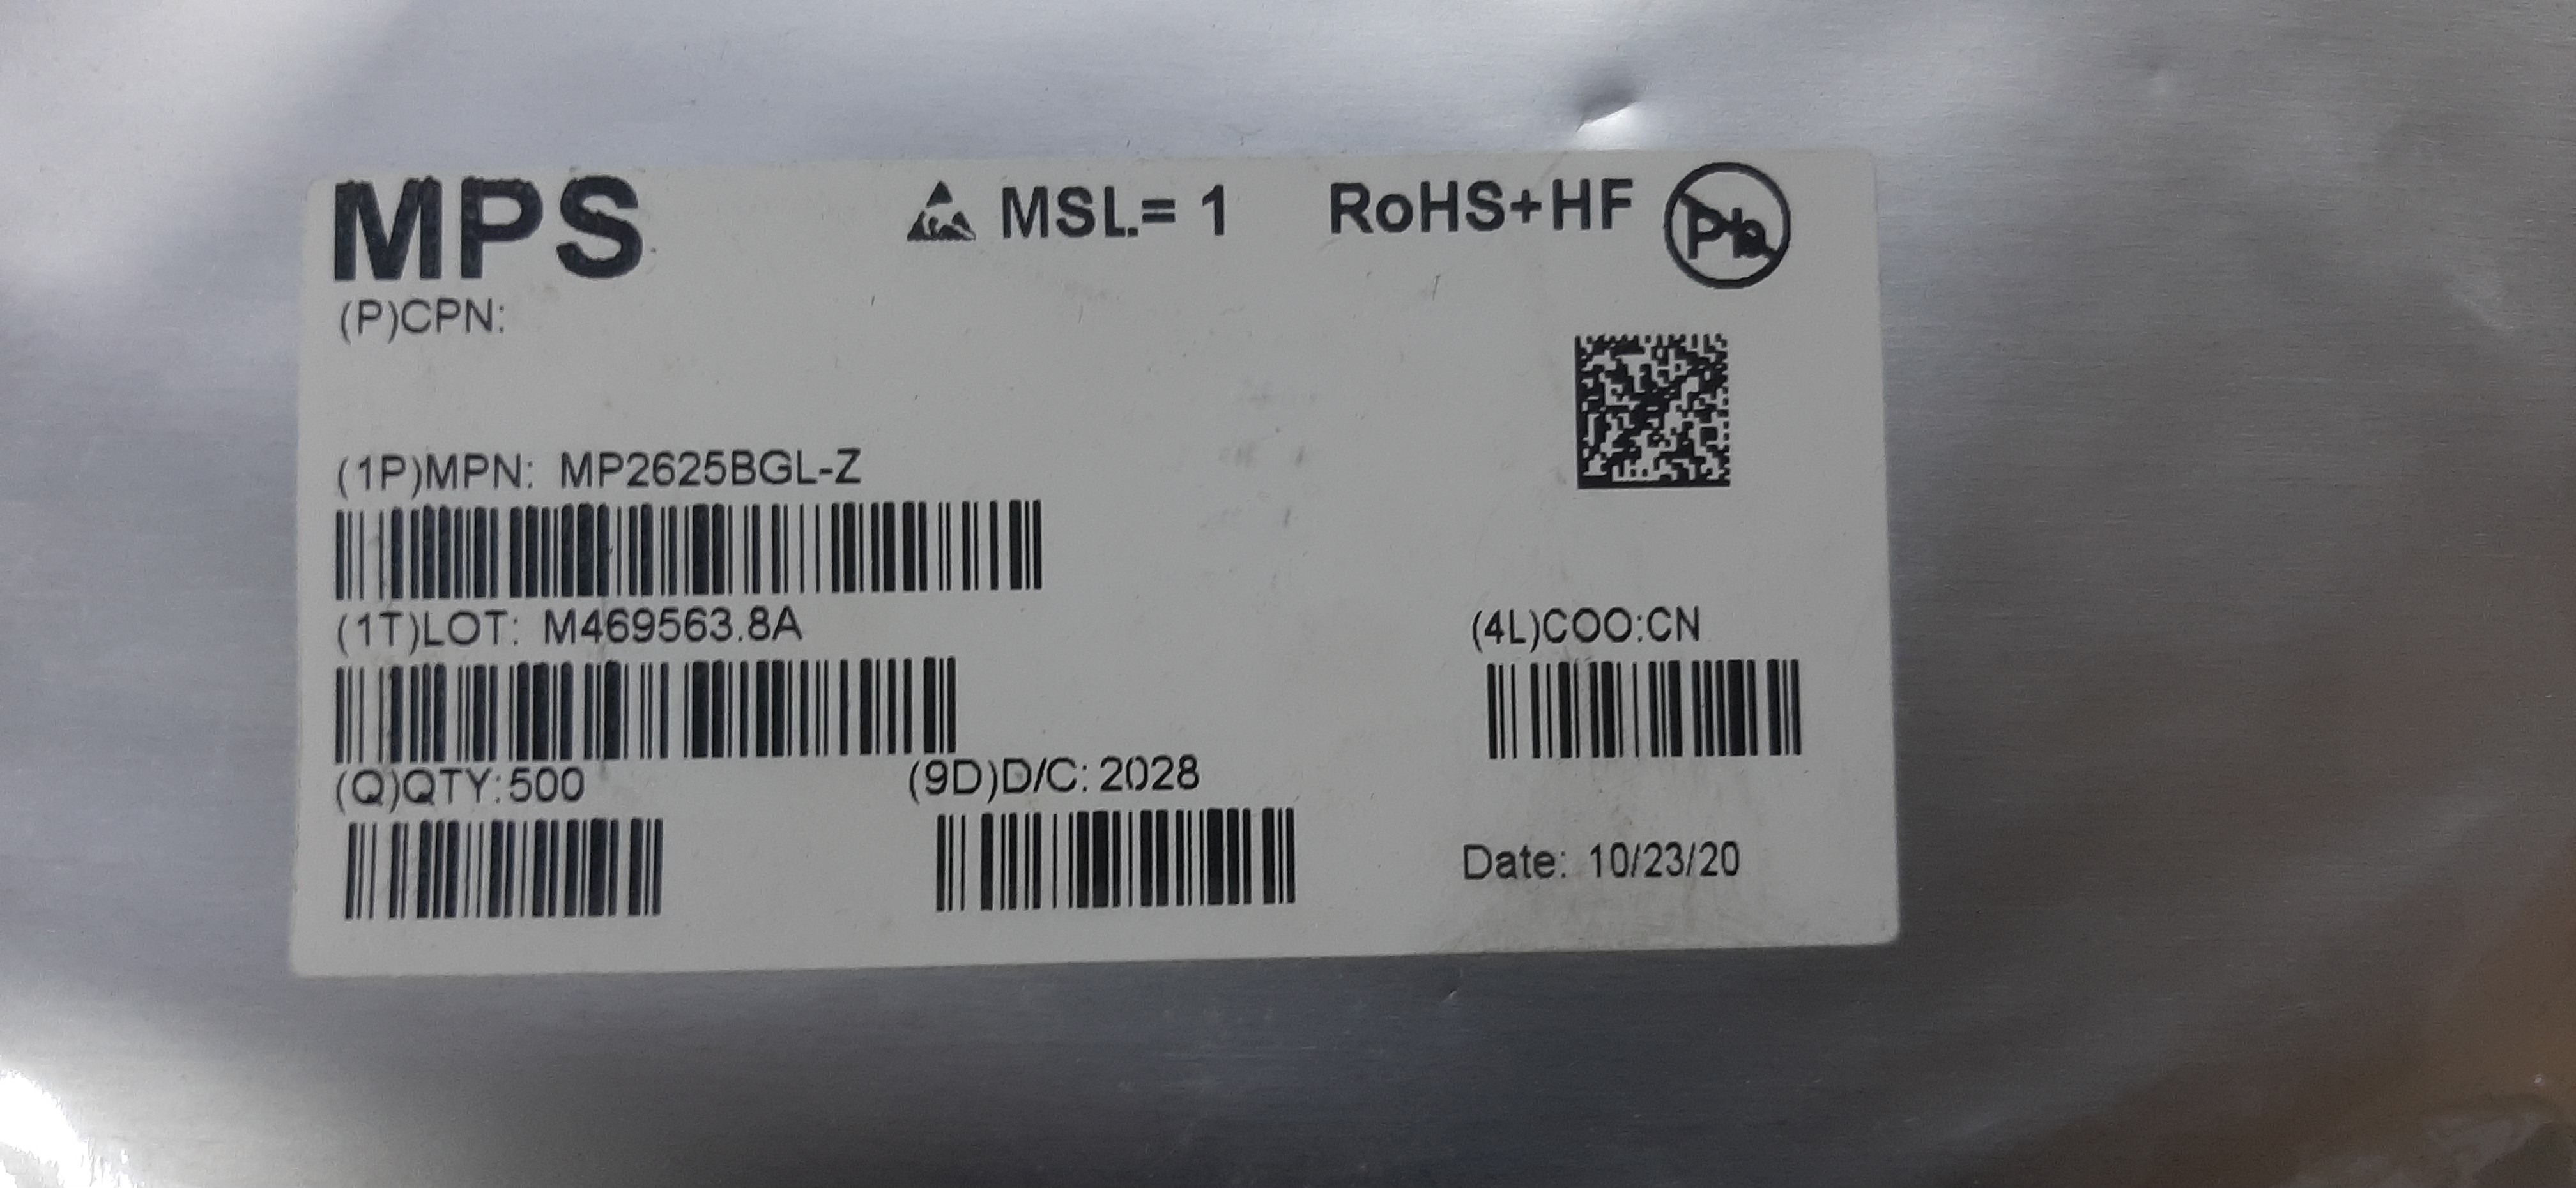 MPS MSL.= 1 RoHS+HF Pb
(P)CPN:
(1P)MPN: MP2625BGL-Z
(1T)LOT: M469563.8A
(4L)COO:CN
(Q)QTY:500 (9D)D/C: 2028
Date: 10/23/20